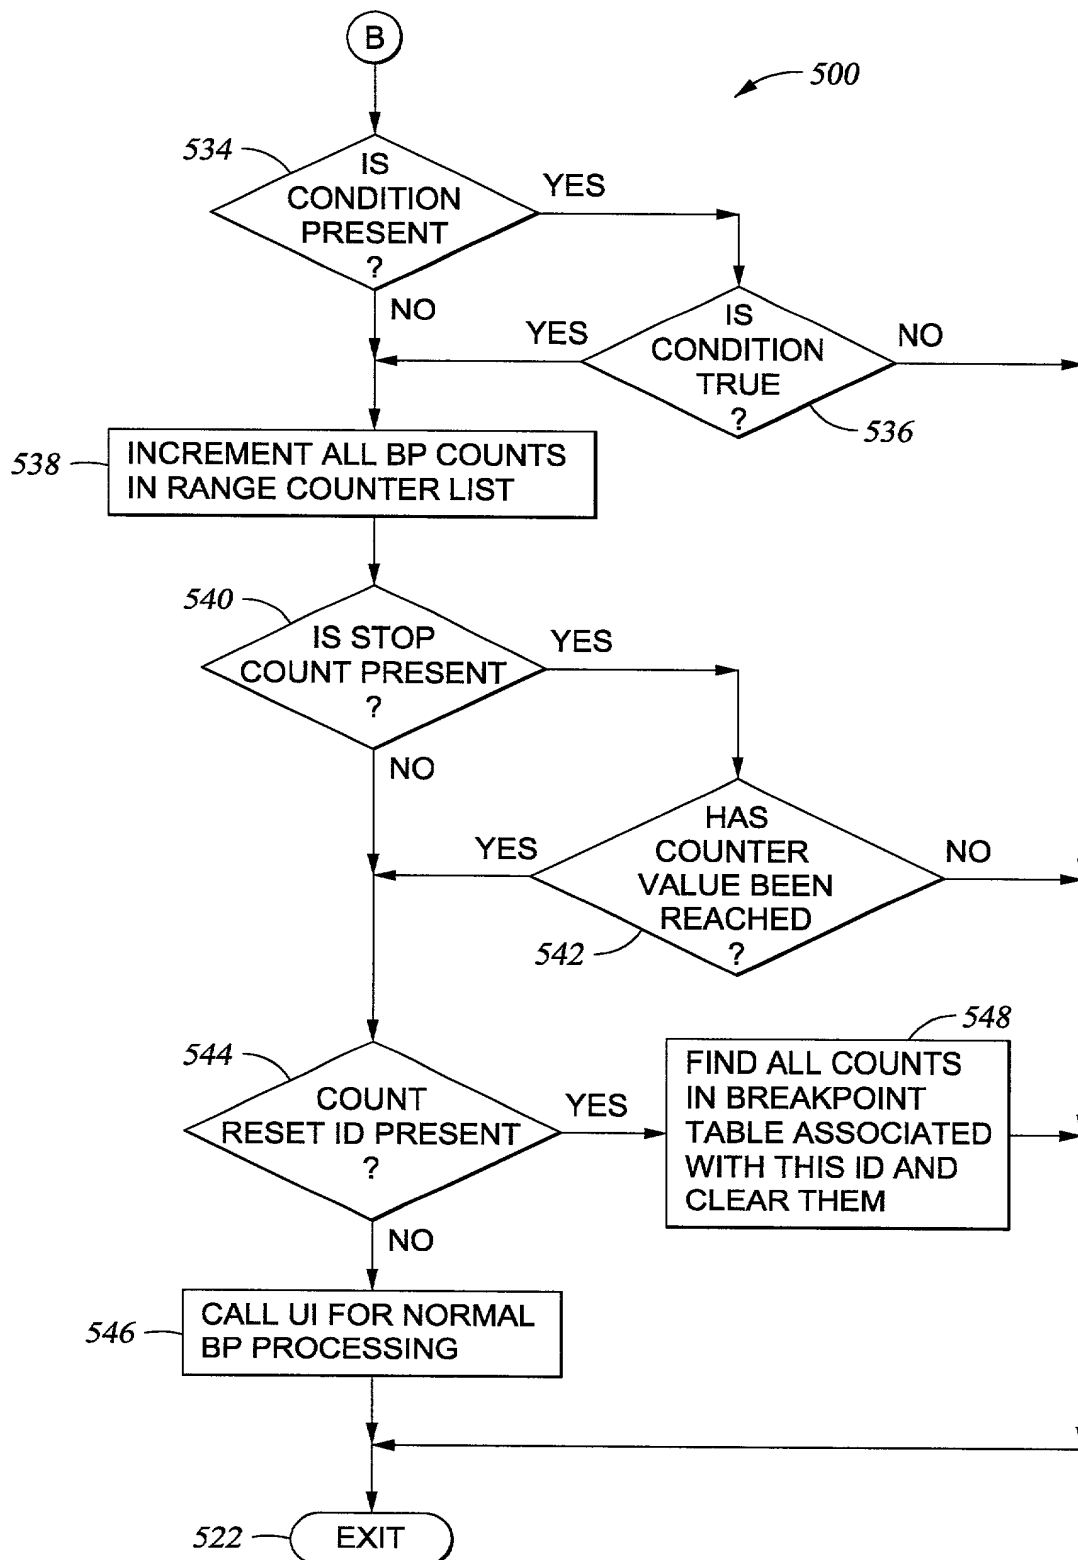 B
500
534
IS
CONDITION
PRESENT
?
YES
NO
IS
CONDITION
TRUE
?
YES
NO
536
538
INCREMENT ALL BP COUNTS
IN RANGE COUNTER LIST
540
IS STOP
COUNT PRESENT
?
YES
NO
HAS
COUNTER
VALUE BEEN
REACHED
?
YES
NO
542
544
COUNT
RESET ID PRESENT
?
YES
NO
548
FIND ALL COUNTS
IN BREAKPOINT
TABLE ASSOCIATED
WITH THIS ID AND
CLEAR THEM
546
CALL UI FOR NORMAL
BP PROCESSING
522
EXIT